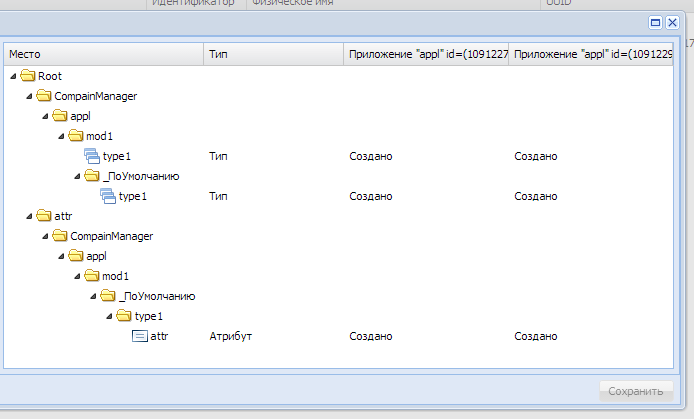 Идентификатор Физическое имя UUID
Место Тип Приложение "appl" id=(1091227 Приложение "appl" id=(1091229
Root
CompainManager
appl
mod1
type1 Тип Создано Создано
_ПоУмолчанию
type1 Тип Создано Создано
attr
CompainManager
appl
mod1
_ПоУмолчанию
type1
attr Атрибут Создано Создано
Сохранить